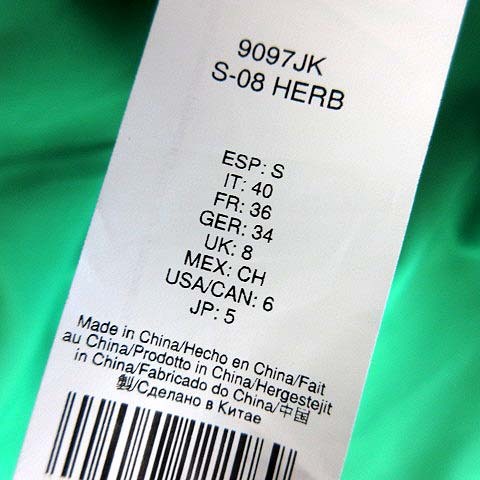 9097JK
S-08 HERB
ESP: S
IT: 40
FR: 36
GER: 34
UK: 8
MEX: CH
USA/CAN: 6
JP: 5
Made in China/Hecho en China/Fait
au China/Prodotto in China/Hergestejit
in China/Fabricado do China/中国
製/Сделано в Китае